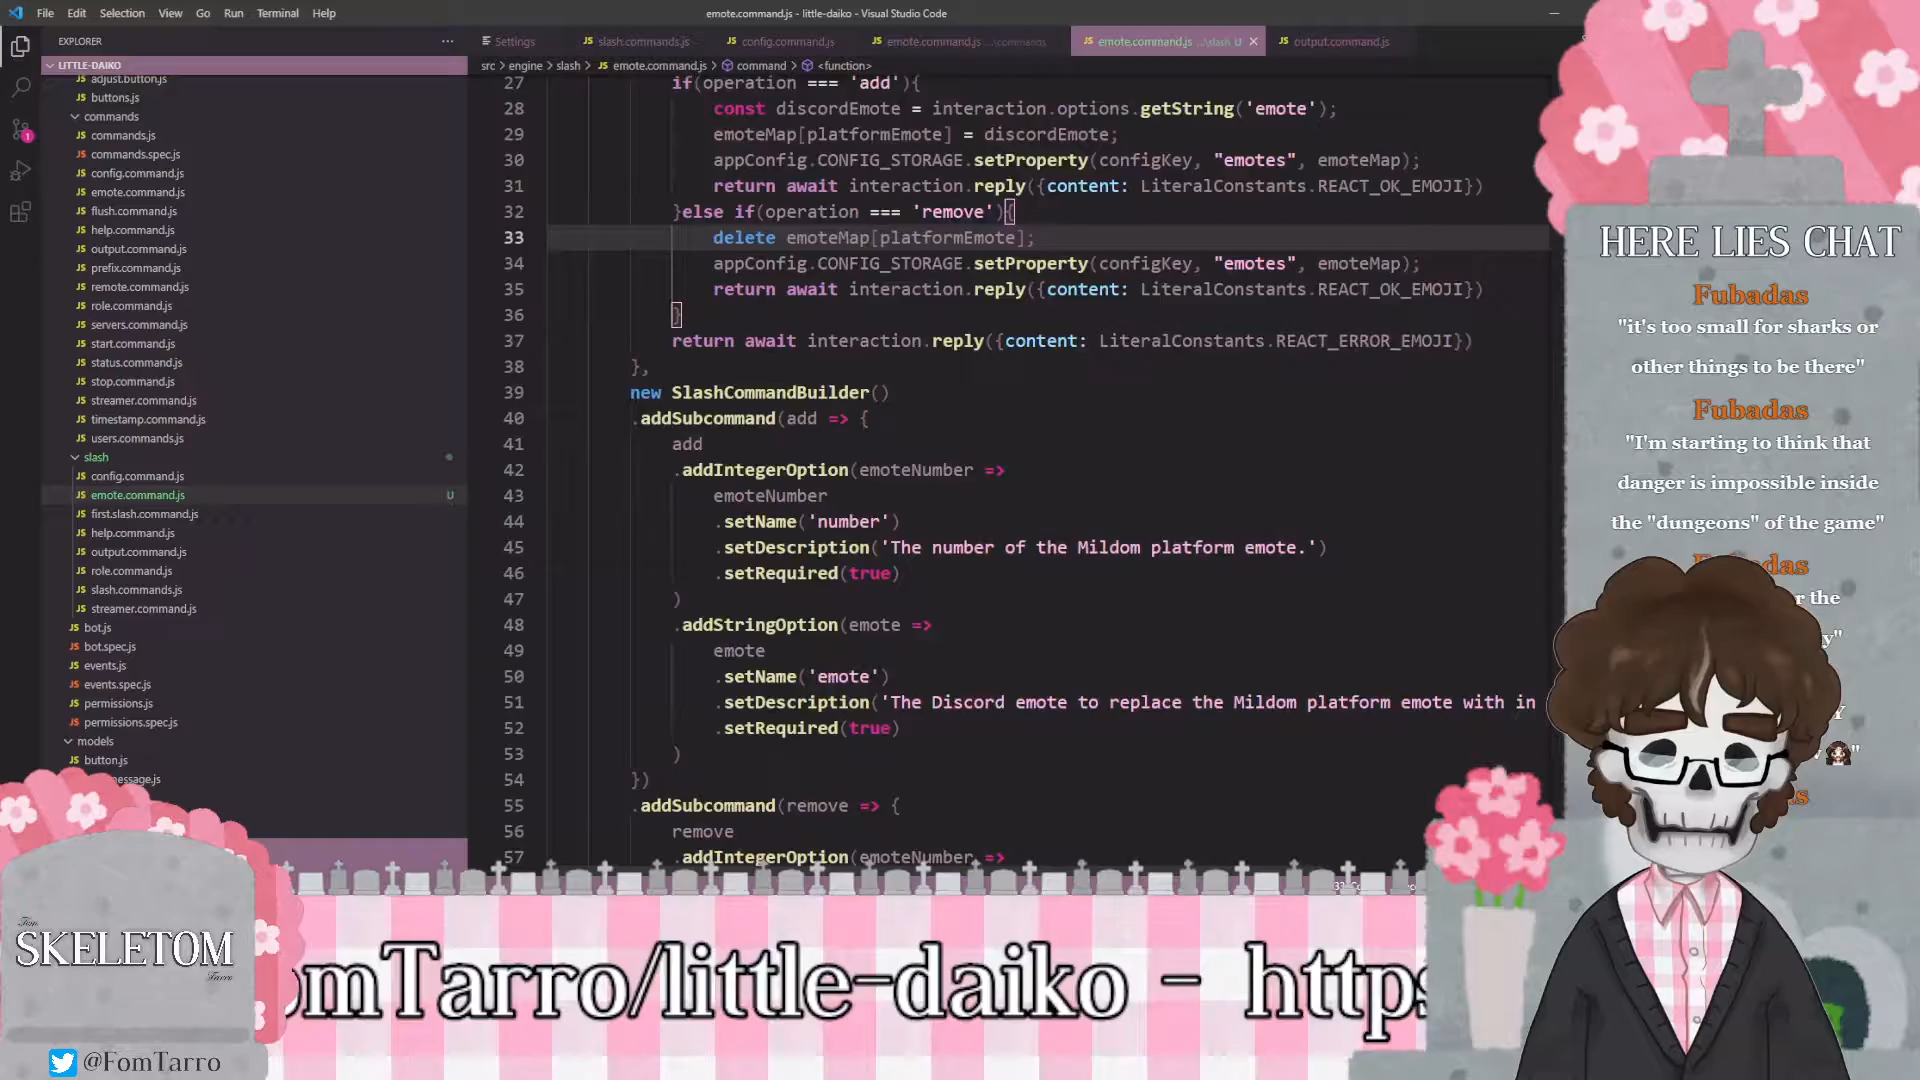 File Edit Selection View Go Run Terminal Help
emote.command.js - little-daiko - Visual Studio Code
EXPLORER
LITTLE-DAIKO
adjust.button.js
buttons.js
commands
commands.js
commands.spec.js
config.command.js
emote.command.js
flush.command.js
help.command.js
output.command.js
prefix.command.js
remote.command.js
role.command.js
servers.command.js
start.command.js
status.command.js
stop.command.js
streamer.command.js
timestamp.command.js
users.commands.js
slash
config.command.js
emote.command.js U
first.slash.command.js
help.command.js
output.command.js
role.command.js
slash.commands.js
streamer.command.js
bot.js
bot.spec.js
events.js
events.spec.js
permissions.js
permissions.spec.js
models
button.js
message.js
Settings
slash.commands.js
config.command.js
emote.command.js ...\commands
emote.command.js ...\slash U
output.command.js
src > engine > slash > JS emote.command.js > command > <function>
27 if(operation === 'add'){
28 const discordEmote = interaction.options.getString('emote');
29 emoteMap[platformEmote] = discordEmote;
30 appConfig.CONFIG_STORAGE.setProperty(configKey, "emotes", emoteMap);
31 return await interaction.reply({content: LiteralConstants.REACT_OK_EMOJI})
32 }else if(operation === 'remove'){
33 delete emoteMap[platformEmote];
34 appConfig.CONFIG_STORAGE.setProperty(configKey, "emotes", emoteMap);
35 return await interaction.reply({content: LiteralConstants.REACT_OK_EMOJI})
36 }
37 return await interaction.reply({content: LiteralConstants.REACT_ERROR_EMOJI})
38 },
39 new SlashCommandBuilder()
40 .addSubcommand(add => {
41 add
42 .addIntegerOption(emoteNumber =>
43 emoteNumber
44 .setName('number')
45 .setDescription('The number of the Mildom platform emote.')
46 .setRequired(true)
47 )
48 .addStringOption(emote =>
49 emote
50 .setName('emote')
51 .setDescription('The Discord emote to replace the Mildom platform emote with in
52 .setRequired(true)
53 )
54 })
55 .addSubcommand(remove => {
56 remove
57 .addIntegerOption(emoteNumber =>
HERE LIES CHAT
Fubadas
"it's too small for sharks or
other things to be there"
Fubadas
"I'm starting to think that
danger is impossible inside
the "dungeons" of the game"
das
r the
y"
Tom
SKELETOM
Tarro
@FomTarro
omTarro/little-daiko - https